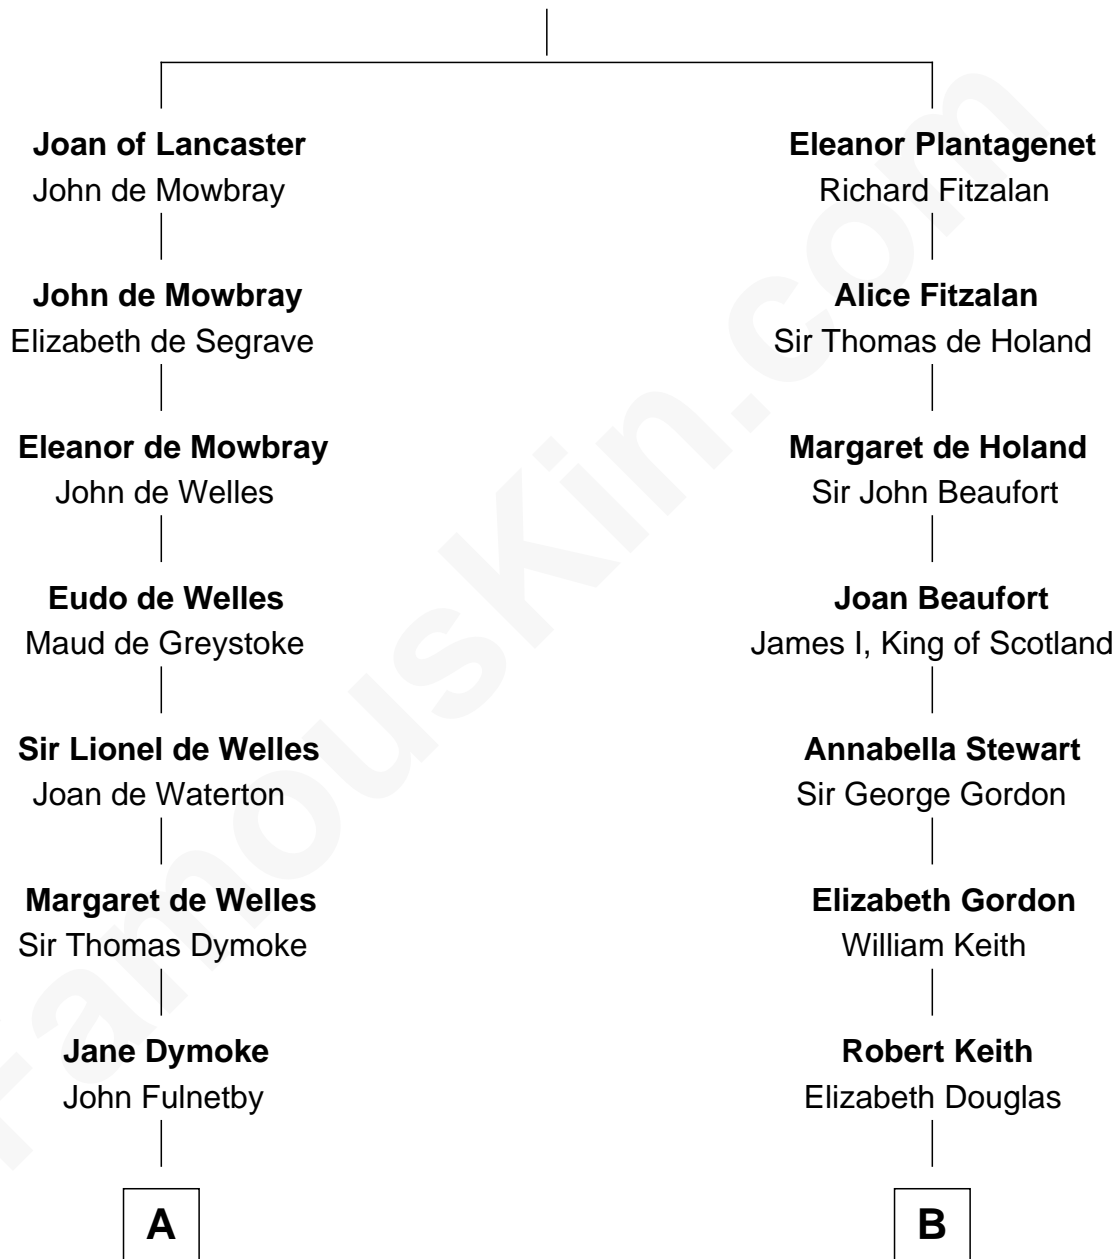 Joan of Lancaster
John de Mowbray
John de Mowbray
Elizabeth de Segrave
Eleanor de Mowbray
John de Welles
Eudo de Welles
Maud de Greystoke
Sir Lionel de Welles
Joan de Waterton
Margaret de Welles
Sir Thomas Dymoke
Jane Dymoke
John Fulnetby
A
Eleanor Plantagenet
Richard Fitzalan
Alice Fitzalan
Sir Thomas de Holand
Margaret de Holand
Sir John Beaufort
Joan Beaufort
James I, King of Scotland
Annabella Stewart
Sir George Gordon
Elizabeth Gordon
William Keith
Robert Keith
Elizabeth Douglas
B
FamousKin.com